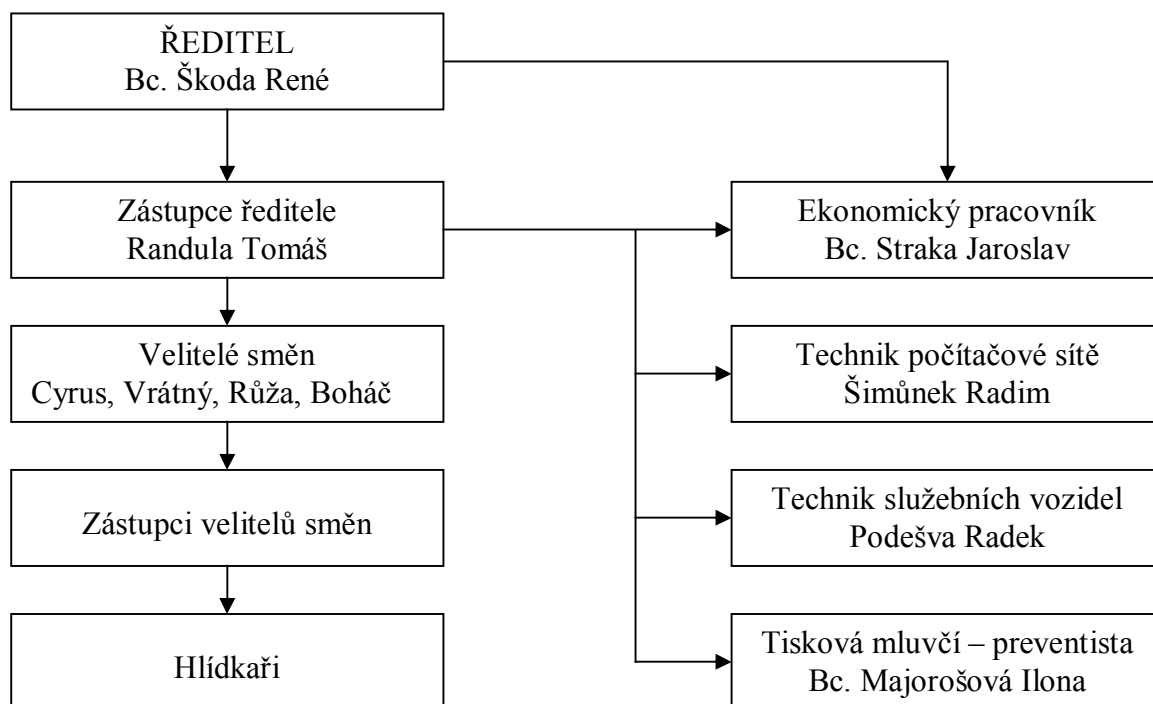 ŘEDITEL
Bc. Škoda René
Zástupce ředitele
Randula Tomáš
Ekonomický pracovník
Bc. Straka Jaroslav
Velitelé směn
Cyrus, Vrátný, Růža, Boháč
Technik počítačové sítě
Šimůnek Radim
Zástupci velitelů směn
Technik služebních vozidel
Podešva Radek
Hlídkaři
Tisková mluvčí – preventista
Bc. Majorošová Ilona